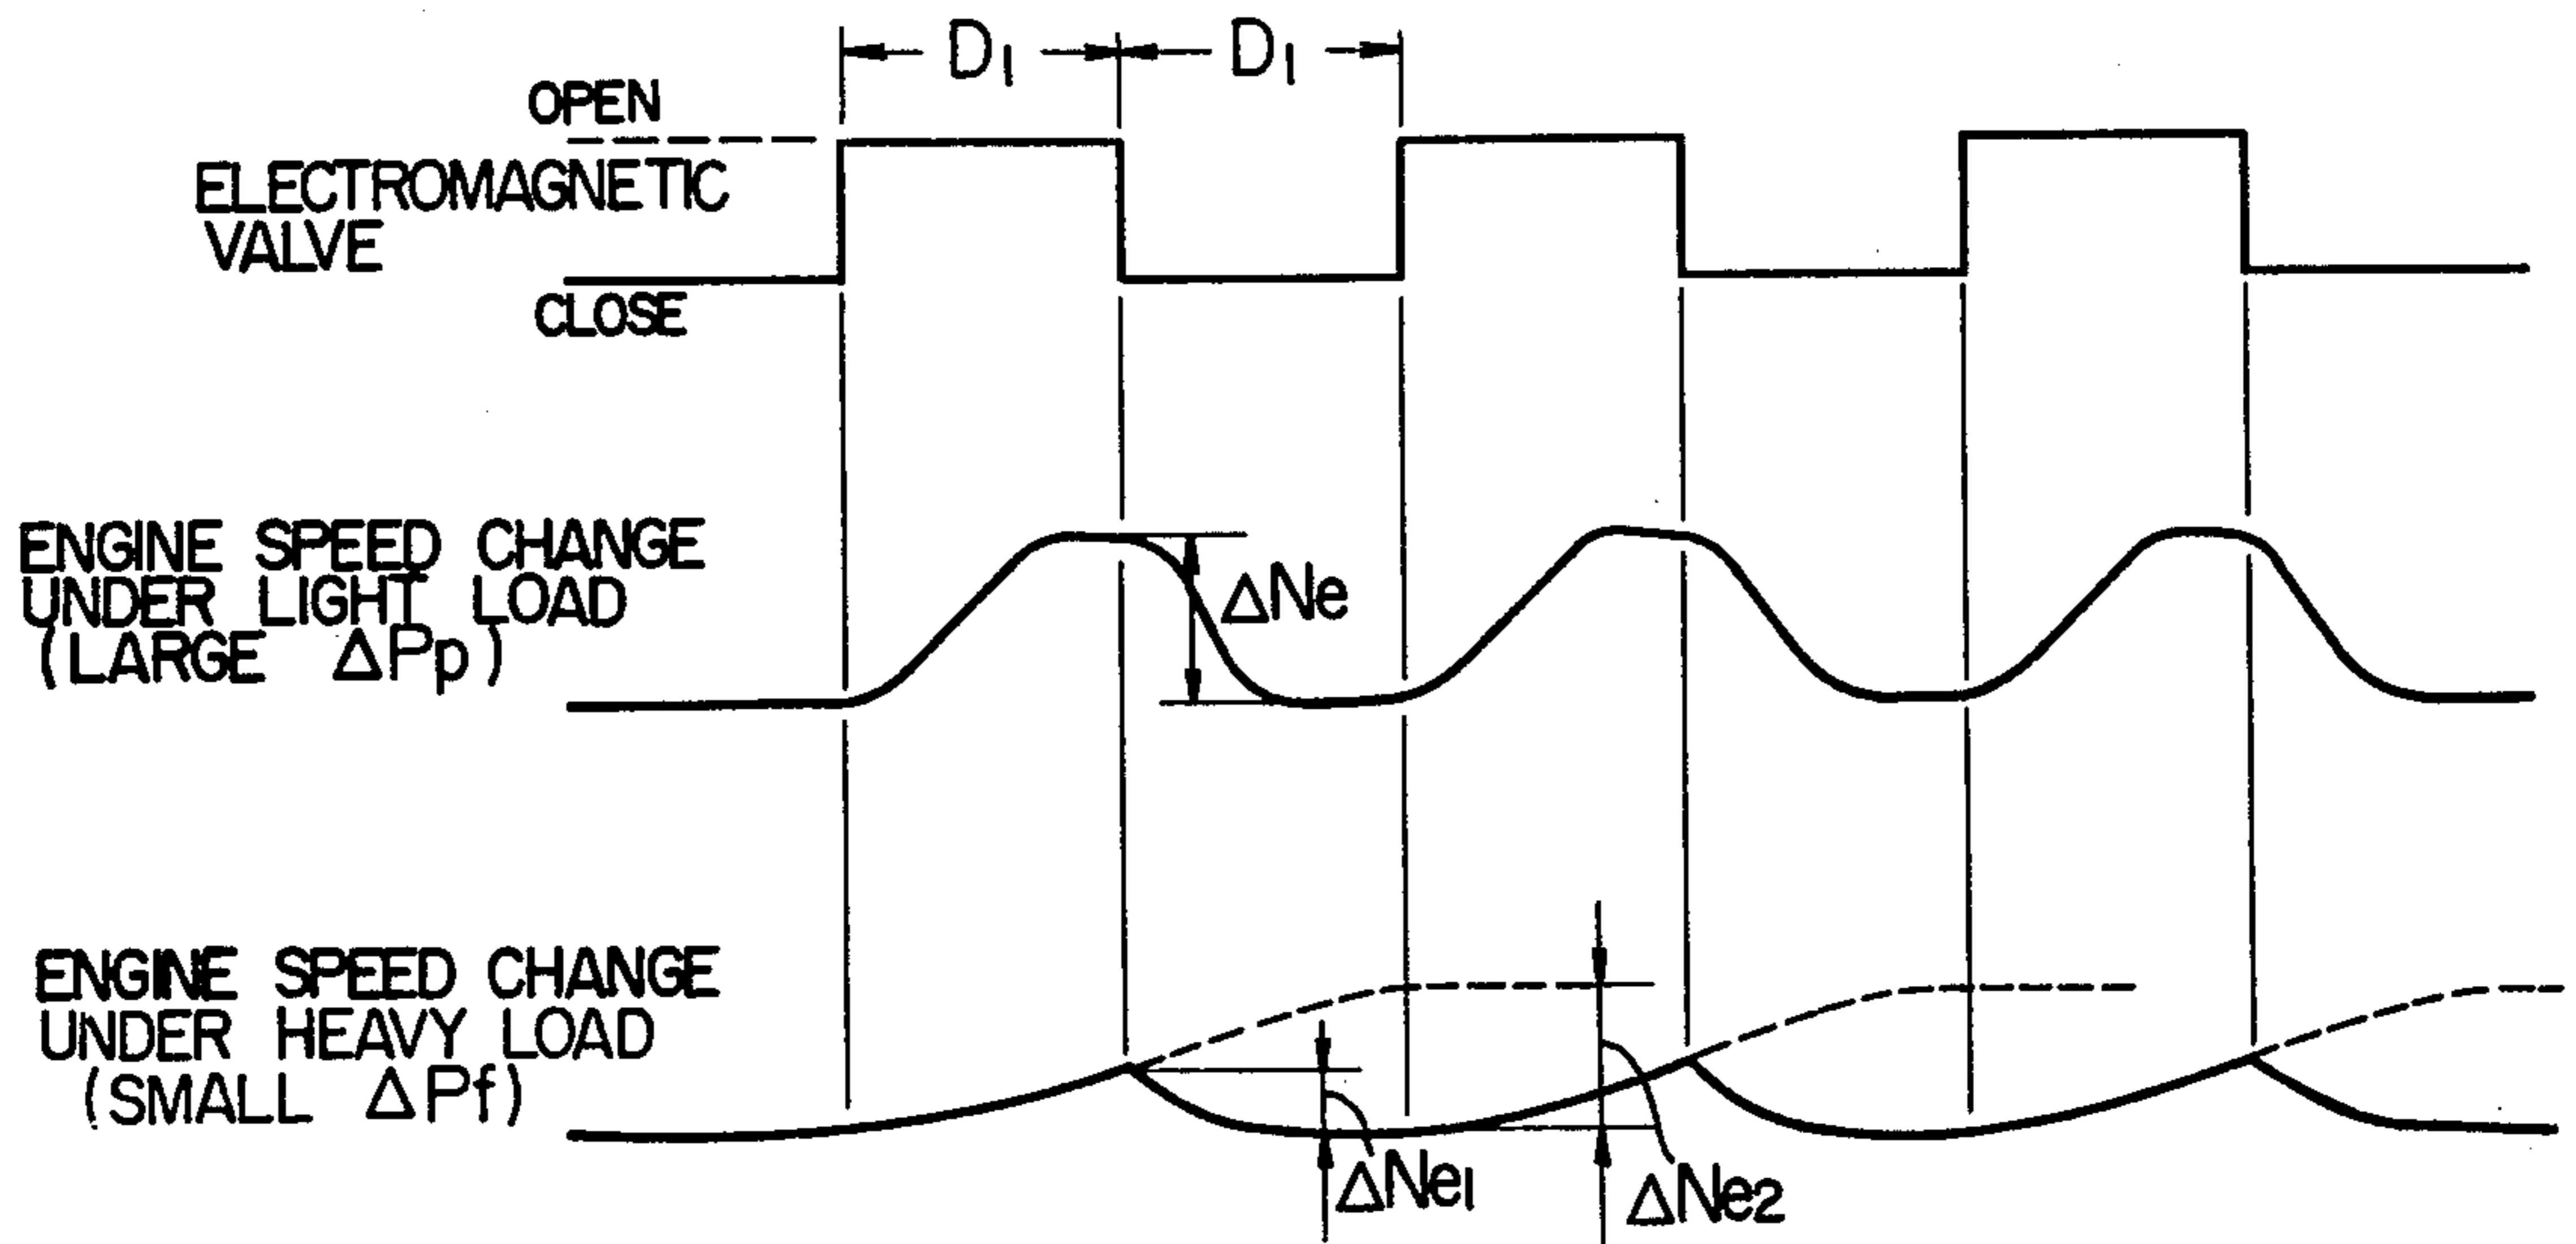 D1 D1
OPEN
ELECTROMAGNETIC
VALVE
CLOSE
ENGINE SPEED CHANGE
UNDER LIGHT LOAD
(LARGE ΔPp)
ΔNe
ENGINE SPEED CHANGE
UNDER HEAVY LOAD
(SMALL ΔPf)
ΔNe1
ΔNe2